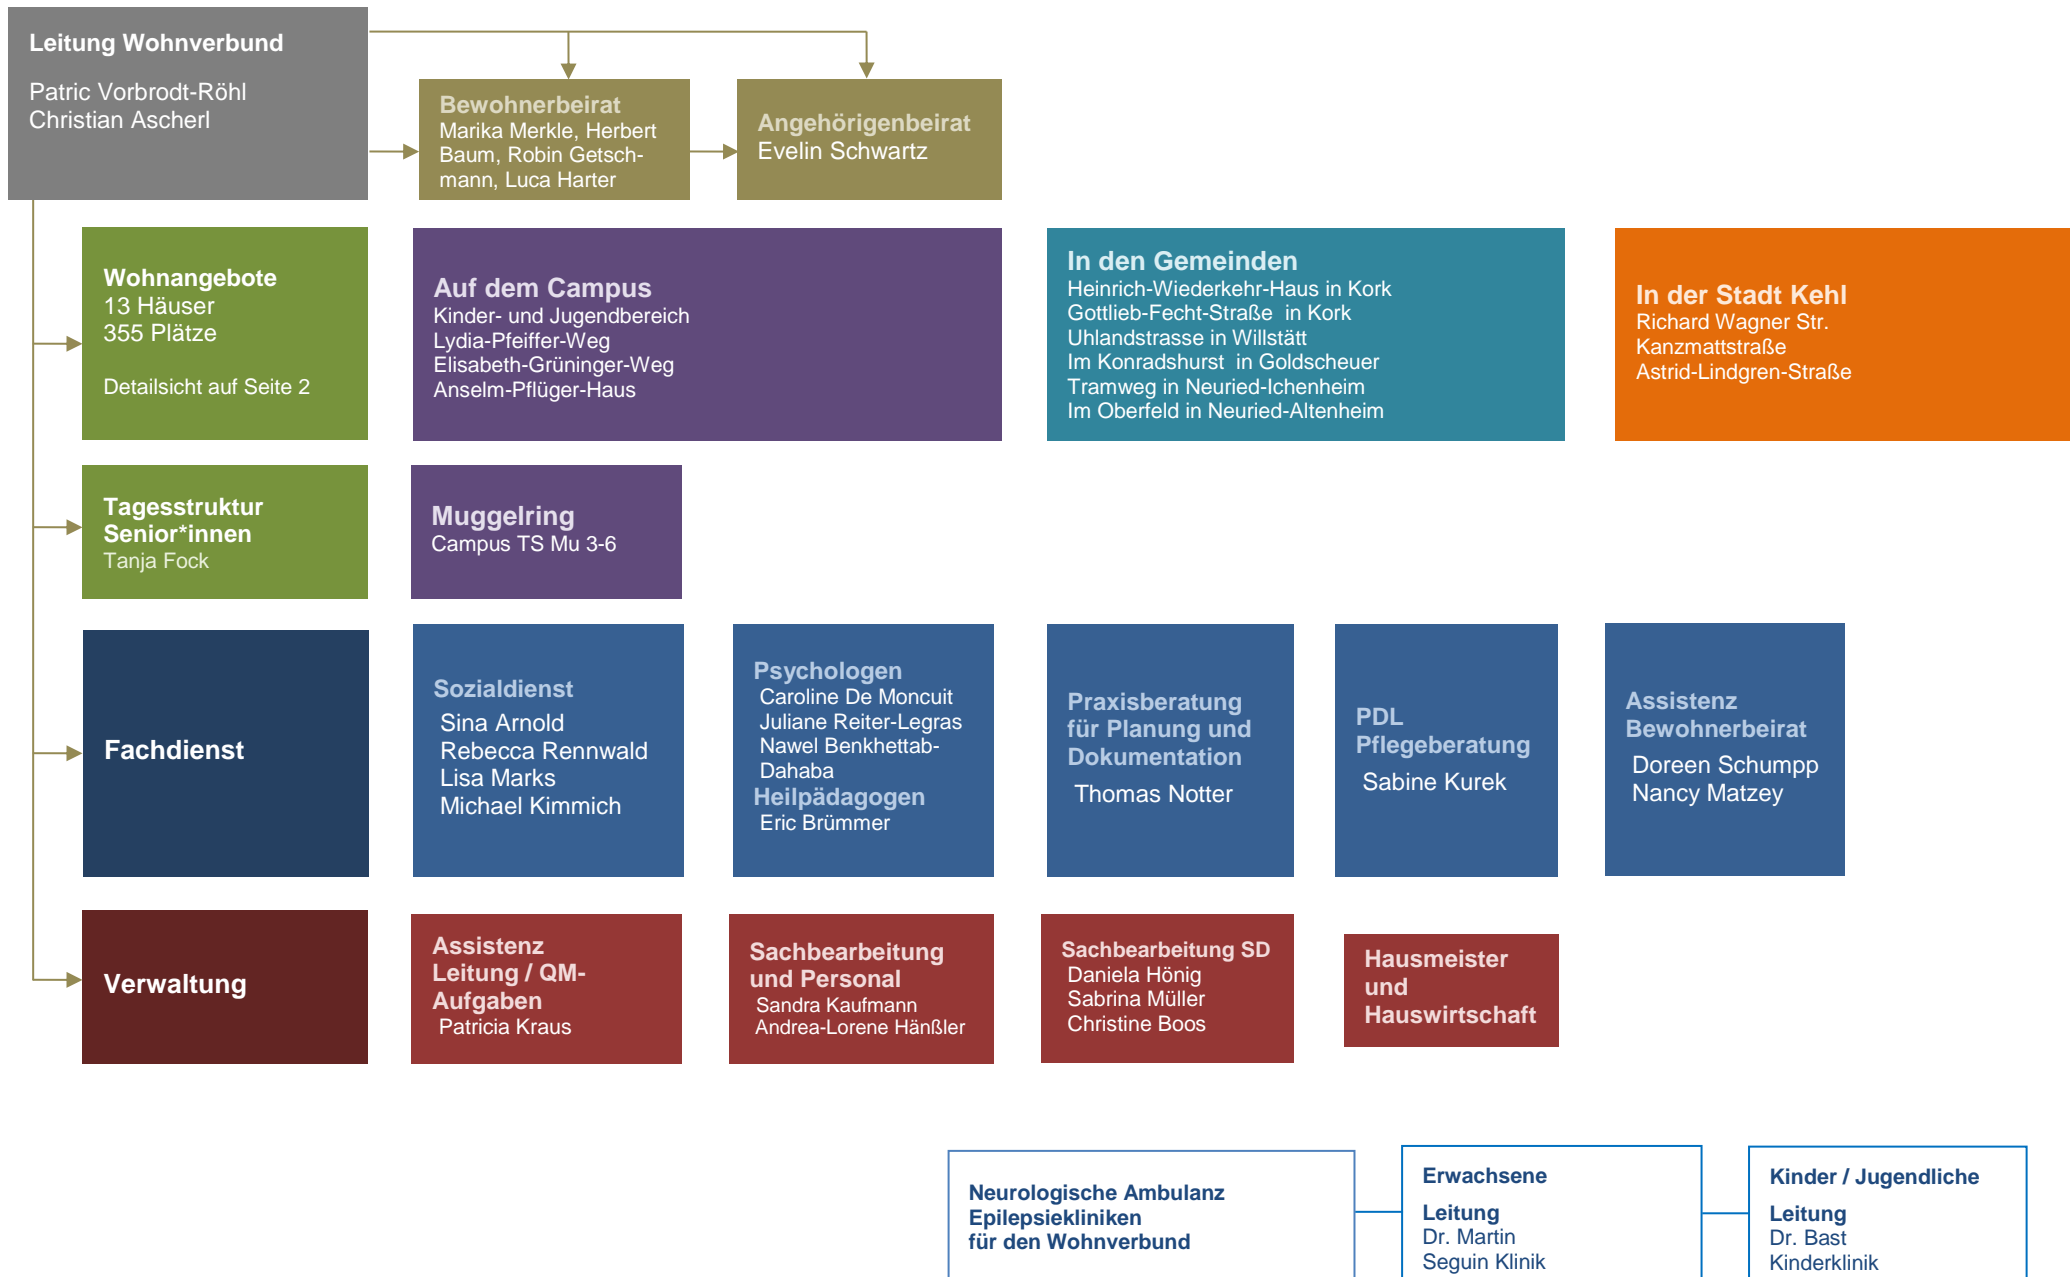 Leitung Wohnverbund
Patric Vorbrodt-Röhl
Christian Ascherl
Bewohnerbeirat
Marika Merkle, Herbert
Baum, Robin Getsch-
mann, Luca Harter
Angehörigenbeirat
Evelin Schwartz
Wohnangebote
13 Häuser
355 Plätze
Detailsicht auf Seite 2
Auf dem Campus
Kinder- und Jugendbereich
Lydia-Pfeiffer-Weg
Elisabeth-Grüninger-Weg
Anselm-Pflüger-Haus
In den Gemeinden
Heinrich-Wiederkehr-Haus in Kork
Gottlieb-Fecht-Straße  in Kork
Uhlandstrasse in Willstätt
Im Konradshurst  in Goldscheuer
Tramweg in Neuried-Ichenheim
Im Oberfeld in Neuried-Altenheim
In der Stadt Kehl
Richard Wagner Str.
Kanzmattstraße
Astrid-Lindgren-Straße
Tagesstruktur
Senior*innen
Tanja Fock
Muggelring
Campus TS Mu 3-6
Fachdienst
Sozialdienst
Sina Arnold
Rebecca Rennwald
Lisa Marks
Michael Kimmich
Psychologen
Caroline De Moncuit
Juliane Reiter-Legras
Nawel Benkhettab-
Dahaba
Heilpädagogen
Eric Brümmer
Praxisberatung
für Planung und
Dokumentation
Thomas Notter
PDL
Pflegeberatung
Sabine Kurek
Assistenz
Bewohnerbeirat
Doreen Schumpp
Nancy Matzey
Verwaltung
Assistenz
Leitung / QM-
Aufgaben
Patricia Kraus
Sachbearbeitung
und Personal
Sandra Kaufmann
Andrea-Lorene Hänßler
Sachbearbeitung SD
Daniela Hönig
Sabrina Müller
Christine Boos
Hausmeister
und
Hauswirtschaft
Neurologische Ambulanz
Epilepsiekliniken
für den Wohnverbund
Erwachsene
Leitung
Dr. Martin
Seguin Klinik
Kinder / Jugendliche
Leitung
Dr. Bast
Kinderklinik